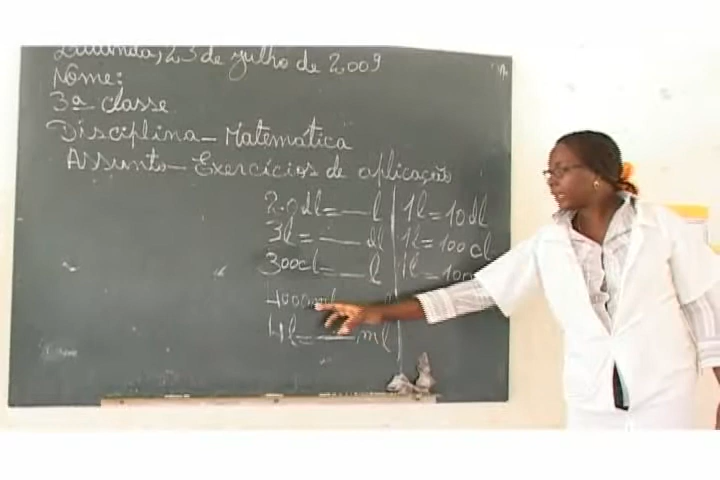 Luanda, 23 de julho de 2009
Nome:
3ª classe
Disciplina - Matemática
Assunto - Exercícios de aplicação
20dl = __ l | 1l = 10dl
3l = __ dl | 1l = 100 cl
300cl = __ l | 1l = 100
4000ml
4l = __ ml